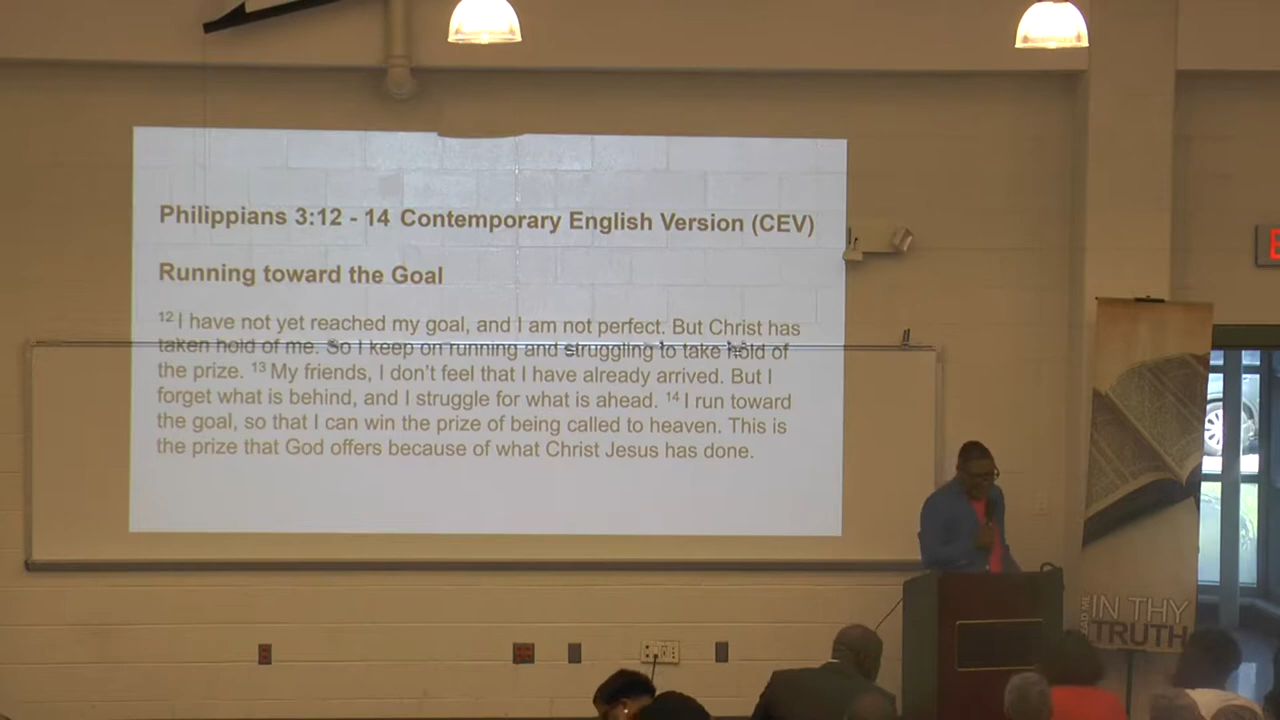 Philippians 3:12 - 14 Contemporary English Version (CEV)
Running toward the Goal
12 I have not yet reached my goal, and I am not perfect. But Christ has
taken hold of me. So I keep on running and struggling to take hold of
the prize. 13 My friends, I don't feel that I have already arrived. But I
forget what is behind, and I struggle for what is ahead. 14 I run toward
the goal, so that I can win the prize of being called to heaven. This is
the prize that God offers because of what Christ Jesus has done.
ME
IN THY
TRUTH